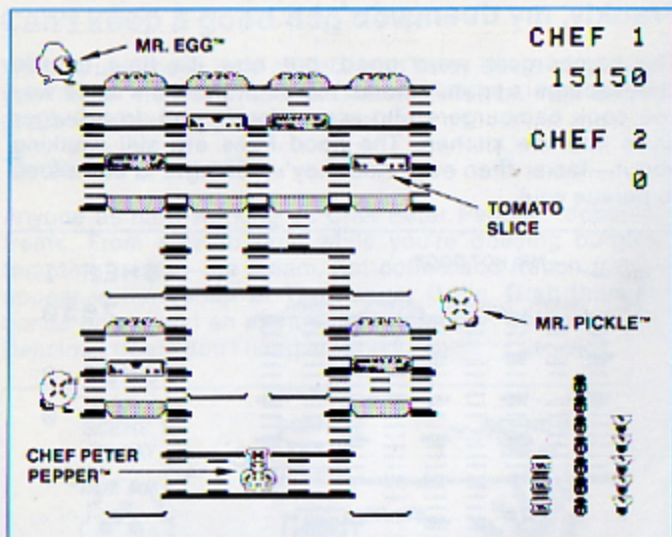 MR. EGG™
CHEF 1
15150
CHEF 2
0
TOMATO
SLICE
MR. PICKLE™
CHEF PETER
PEPPER™